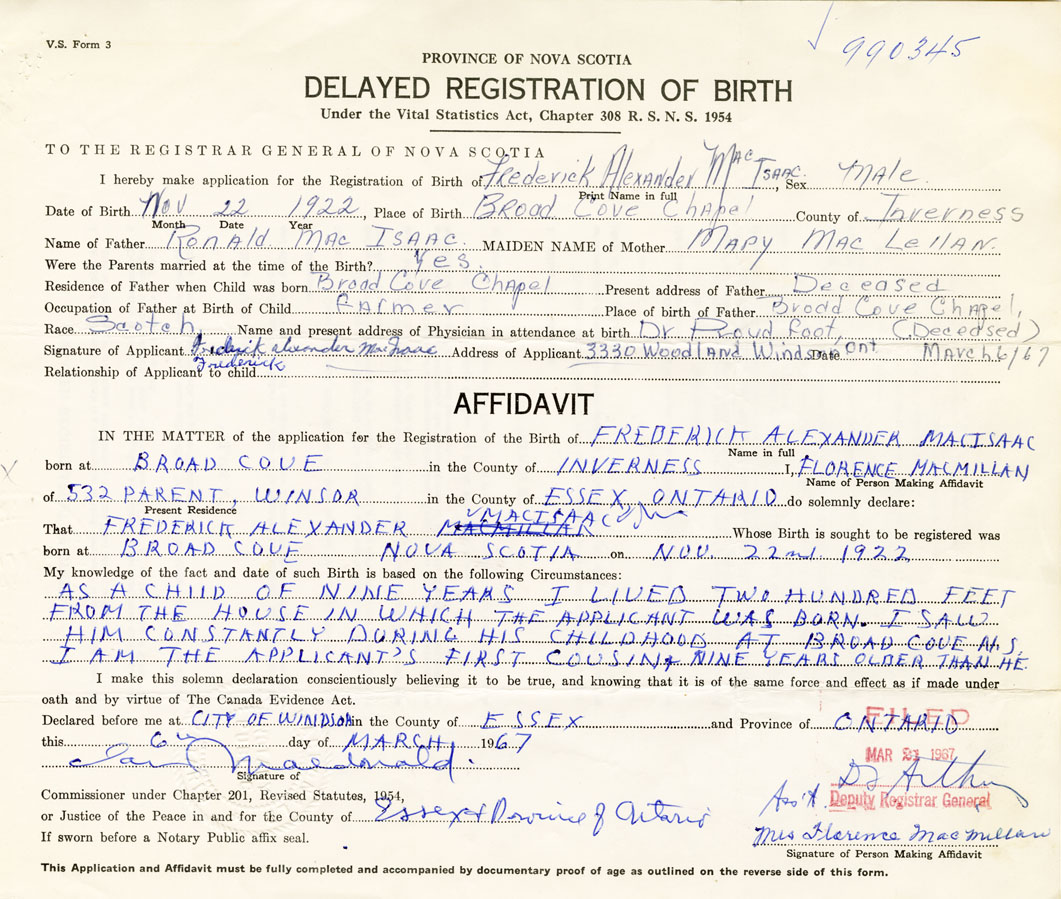 V.S. Form 3
990345
PROVINCE OF NOVA SCOTIA
DELAYED REGISTRATION OF BIRTH
Under the Vital Statistics Act, Chapter 308 R. S. N. S. 1954
TO THE REGISTRAR GENERAL OF NOVA SCOTIA
I hereby make application for the Registration of Birth of Frederick Alexander Mac Isaac, Sex Male
Print Name in full
Date of Birth Nov 22 1922, Place of Birth Broad Cove Chapel County of Inverness
Month Date Year
Name of Father Ronald Mac Isaac. MAIDEN NAME of Mother Mary Mac Lellan.
Were the Parents married at the time of the Birth? Yes.
Residence of Father when Child was born Broad Cove Chapel Present address of Father Deceased
Occupation of Father at Birth of Child Farmer Place of birth of Father Broad Cove Chapel,
Race Scotch, Name and present address of Physician in attendance at birth Dr (Deceased)
Signature of Applicant Frederik alexander MacIsaac Address of Applicant 3330 Woodland Windsor Ont Date March 6/67
Frederick
Relationship of Applicant to child
AFFIDAVIT
IN THE MATTER of the application for the Registration of the Birth of FREDERICK ALEXANDER MACISAAC
Name in full
born at BROAD COVE in the County of INVERNESS I, FLORENCE MACMILLAN
Name of Person Making Affidavit
of 532 PARENT, WINSOR in the County of ESSEX, ONTARIO do solemnly declare:
Present Residence
That FREDERICK ALEXANDER MACISAAC Whose Birth is sought to be registered was
born at BROAD COVE NOVA SCOTIA on NOV. 22nd 1922
My knowledge of the fact and date of such Birth is based on the following Circumstances:
AS A CHILD OF NINE YEARS I LIVED TWO HUNDRED FEET
FROM THE HOUSE IN WHICH THE APPLICANT WAS BORN. I SAW
HIM CONSTANTLY DURING HIS CHILDHOOD AT BROAD COVE N.S.
I AM THE APPLICANT'S FIRST COUSIN & NINE YEARS OLDER THAN HE.
I make this solemn declaration conscientiously believing it to be true, and knowing that it is of the same force and effect as if made under
oath and by virtue of The Canada Evidence Act.
Declared before me at CITY OF WINDSOR in the County of ESSEX and Province of ONTARIO
FILED
this 6th day of MARCH, 1967
MAR 1967
Macdonald.
Signature of
Commissioner under Chapter 201, Revised Statutes, 1954,
Ass't. Deputy Registrar General
or Justice of the Peace in and for the County of Essex & Province of Ontario
If sworn before a Notary Public affix seal.
Mrs Florence MacMillan
Signature of Person Making Affidavit
This Application and Affidavit must be fully completed and accompanied by documentary proof of age as outlined on the reverse side of this form.